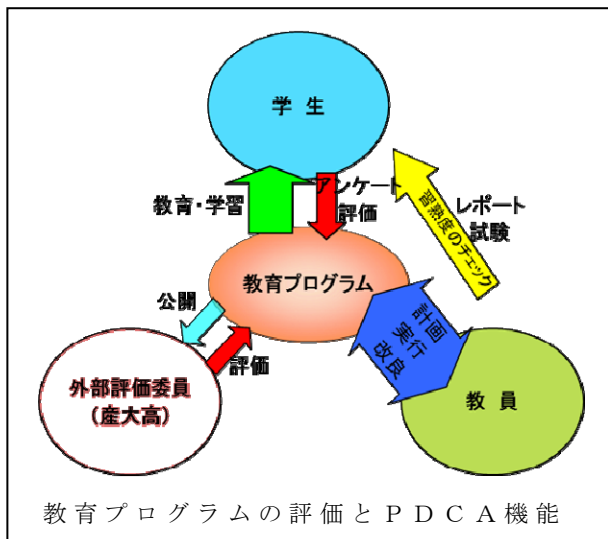 学 生
教育・学習
アンケート
評価
習熟度のチェック
レポート
試験
教育プログラム
公開
評価
計画
実行
改良
外部評価委員
(産大高)
教 員
教育プログラムの評価とＰＤＣＡ機能